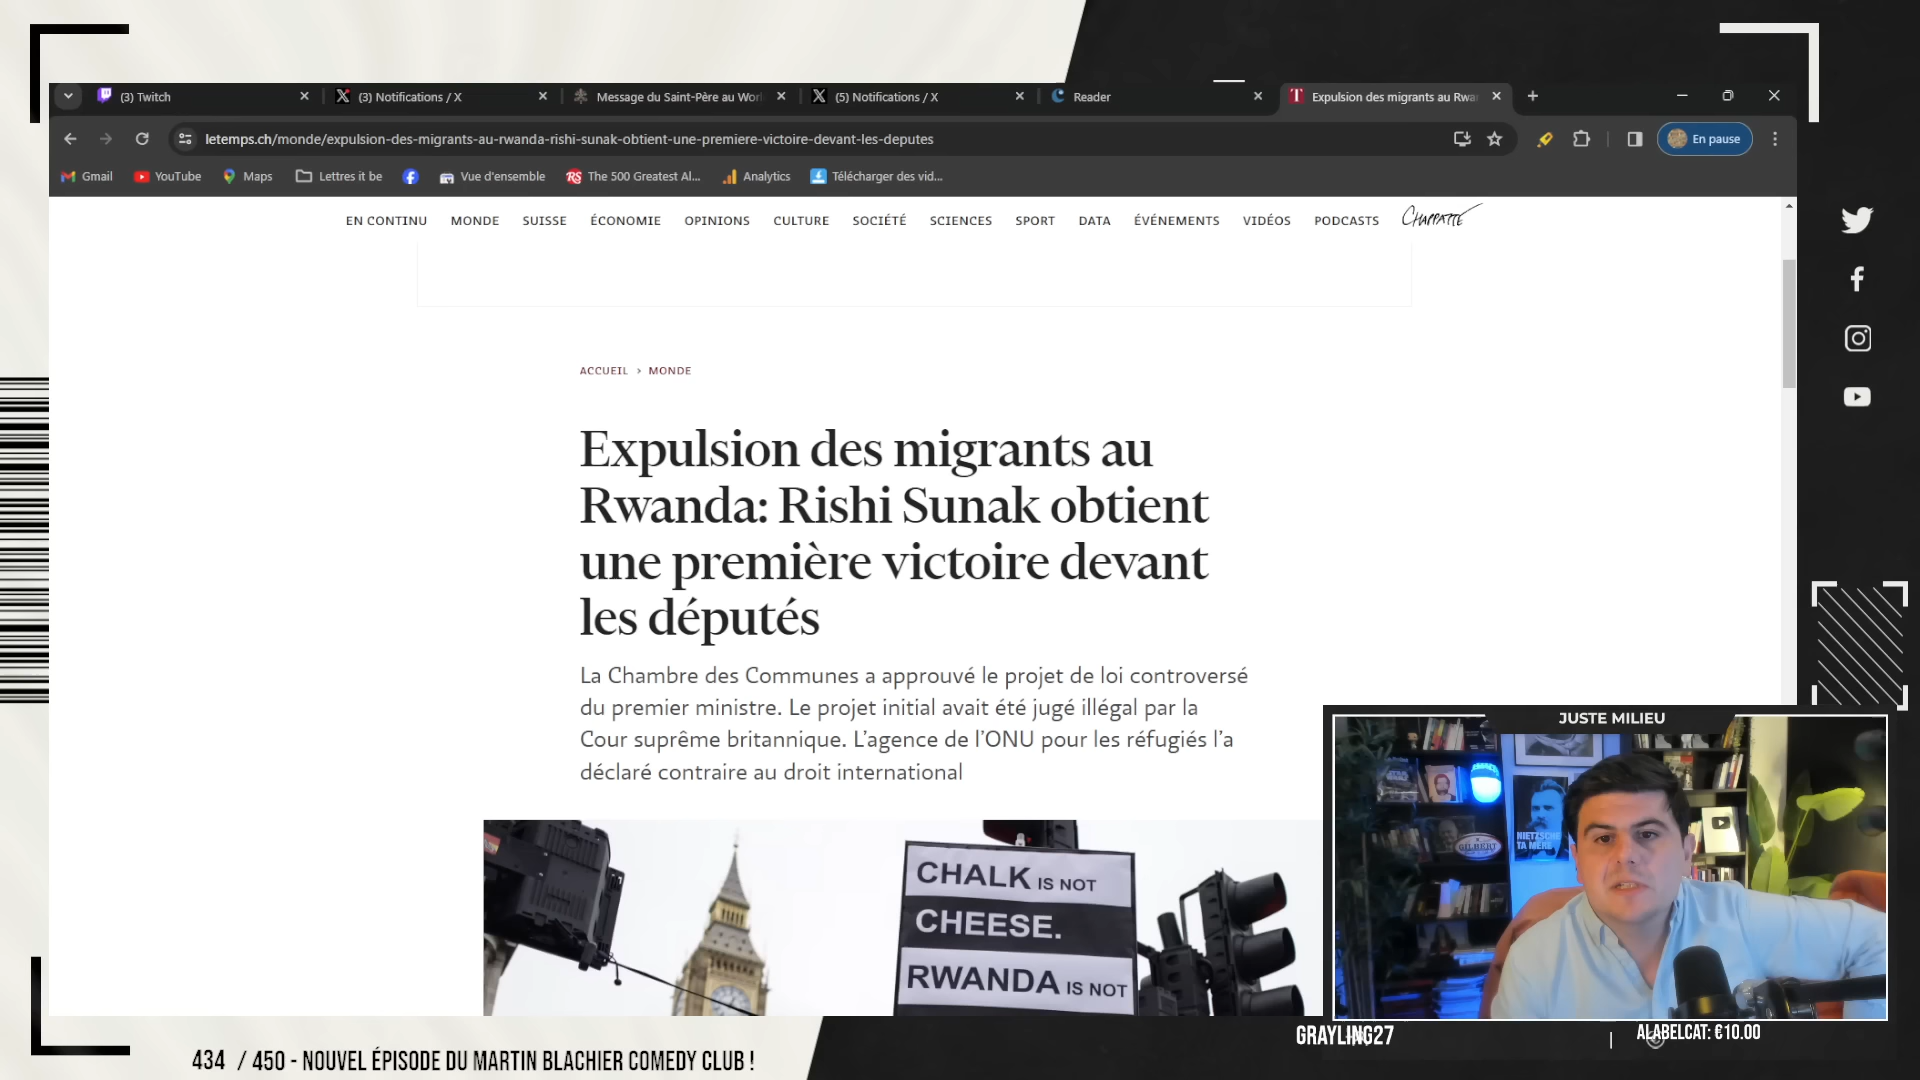 (3) Twitch
(3) Notifications / X
Message du Saint-Père au Worl
(5) Notifications / X
Reader
Expulsion des migrants au Rwa
letemps.ch/monde/expulsion-des-migrants-au-rwanda-rishi-sunak-obtient-une-premiere-victoire-devant-les-deputes
En pause
Gmail
YouTube
Maps
Lettres it be
Vue d'ensemble
RS
The 500 Greatest Al...
Analytics
Télécharger des vid...
EN CONTINU
MONDE
SUISSE
ÉCONOMIE
OPINIONS
CULTURE
SOCIÉTÉ
SCIENCES
SPORT
DATA
ÉVÉNEMENTS
VIDÉOS
PODCASTS
CHAPPATTE
ACCUEIL › MONDE
Expulsion des migrants au
Rwanda: Rishi Sunak obtient
une première victoire devant
les députés
La Chambre des Communes a approuvé le projet de loi controversé
du premier ministre. Le projet initial avait été jugé illégal par la
Cour suprême britannique. L'agence de l'ONU pour les réfugiés l'a
déclaré contraire au droit international
CHALK IS NOT
CHEESE.
RWANDA IS NOT
JUSTE MILIEU
NIETZSCHE
TA MÈRE
GILBERT
GRAYLING27
ALABELCAT: €10.00
434 / 450 - NOUVEL ÉPISODE DU MARTIN BLACHIER COMEDY CLUB !